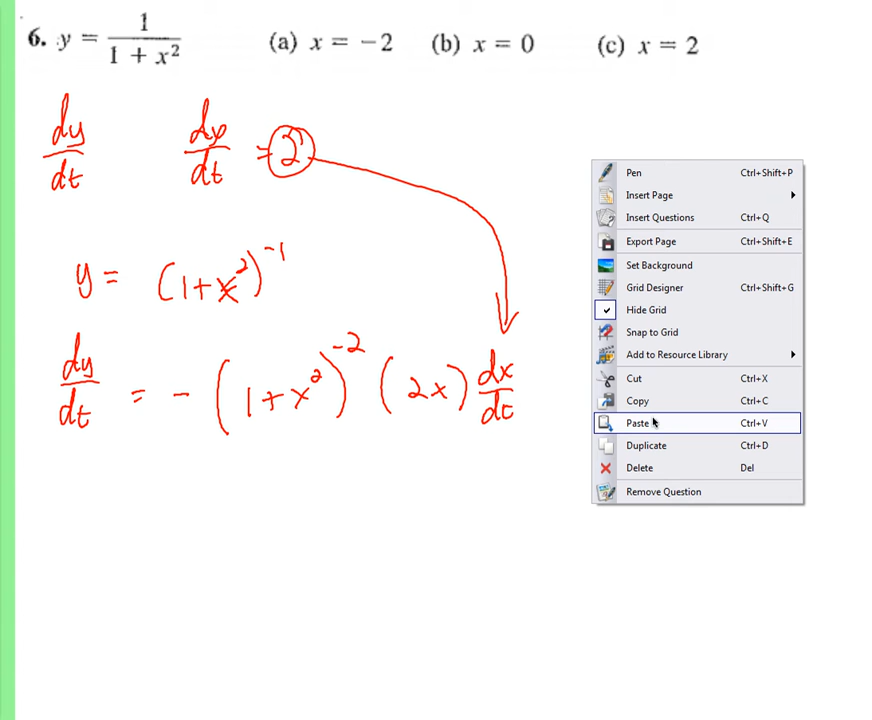 6. y = 1/(1 + x²) (a) x = −2 (b) x = 0 (c) x = 2
dy/dt dx/dt = 2
y = (1+x²)⁻¹
dy/dt = −(1+x²)⁻² (2x) dx/dt
Pen Ctrl+Shift+P
Insert Page
Insert Questions Ctrl+Q
Export Page Ctrl+Shift+E
Set Background
Grid Designer Ctrl+Shift+G
Hide Grid
Snap to Grid
Add to Resource Library
Cut Ctrl+X
Copy Ctrl+C
Paste Ctrl+V
Duplicate Ctrl+D
Delete Del
Remove Question